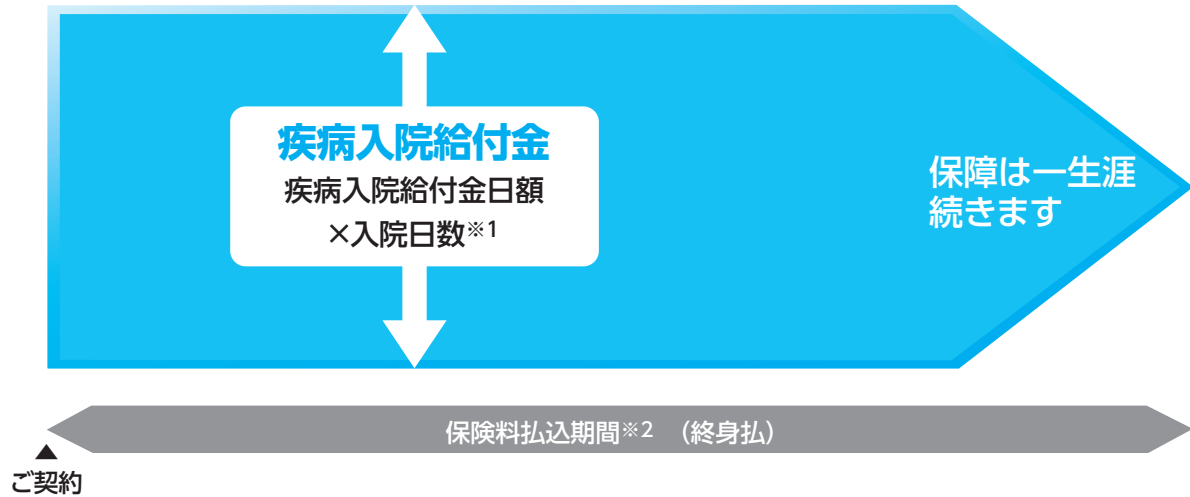 疾病入院給付金
疾病入院給付金日額
×入院日数※1
保障は一生涯
続きます
保険料払込期間※2 （終身払）
▲
ご契約